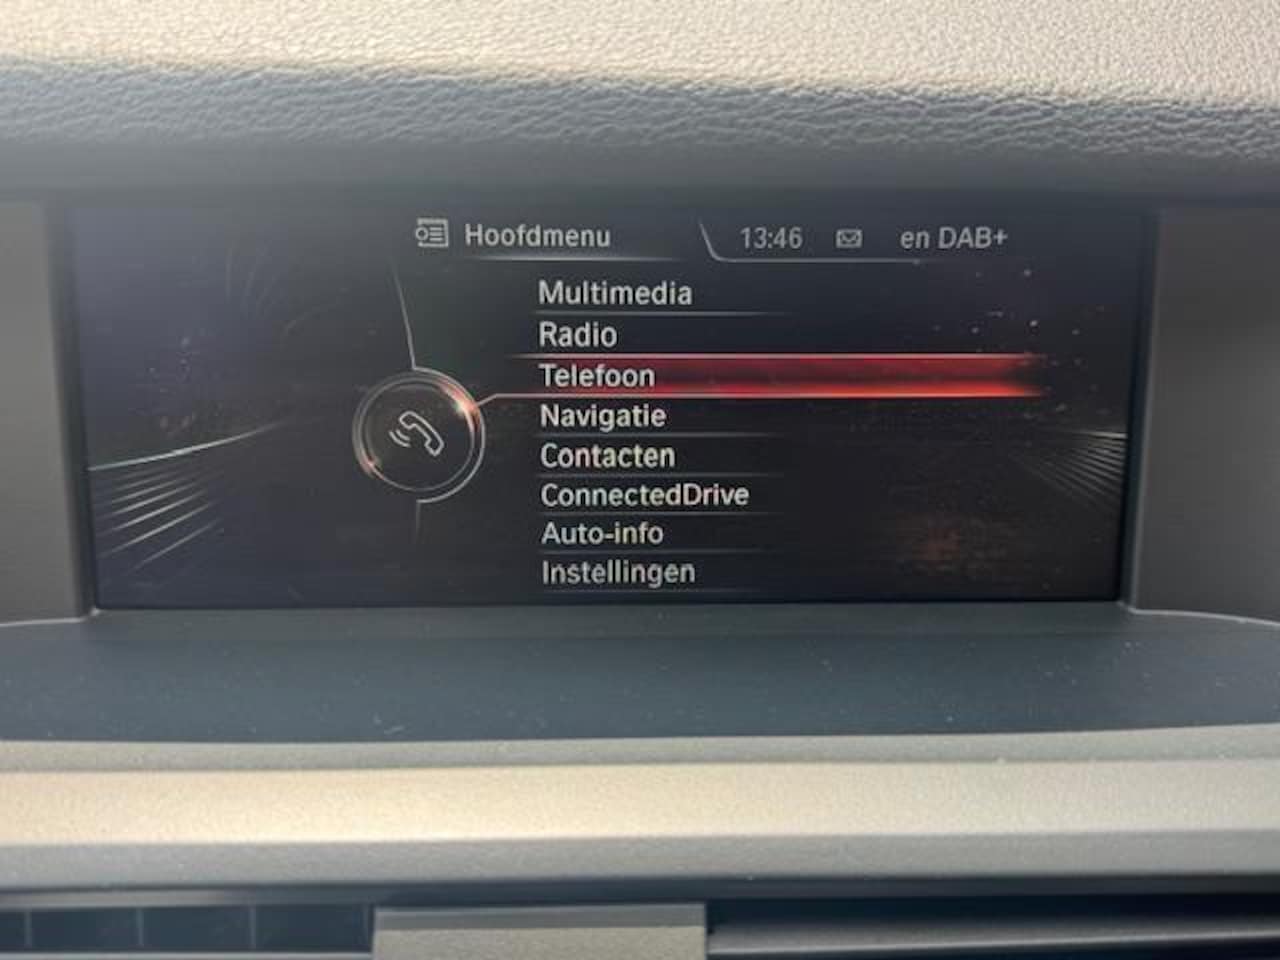 Hoofdmenu 13:46 en DAB+
Multimedia
Radio
Telefoon
Navigatie
Contacten
ConnectedDrive
Auto-info
Instellingen